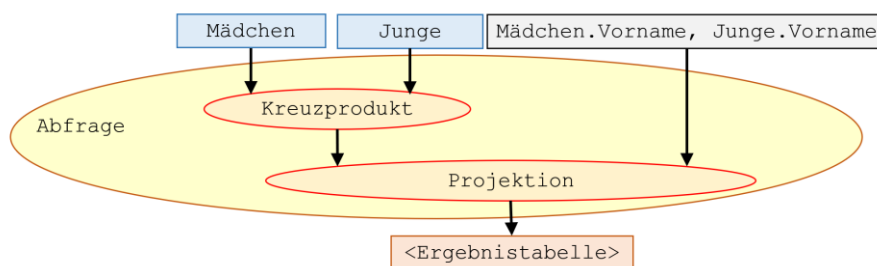 Mädchen
Junge
Mädchen.Vorname, Junge.Vorname
Kreuzprodukt
Abfrage
Projektion
<Ergebnistabelle>